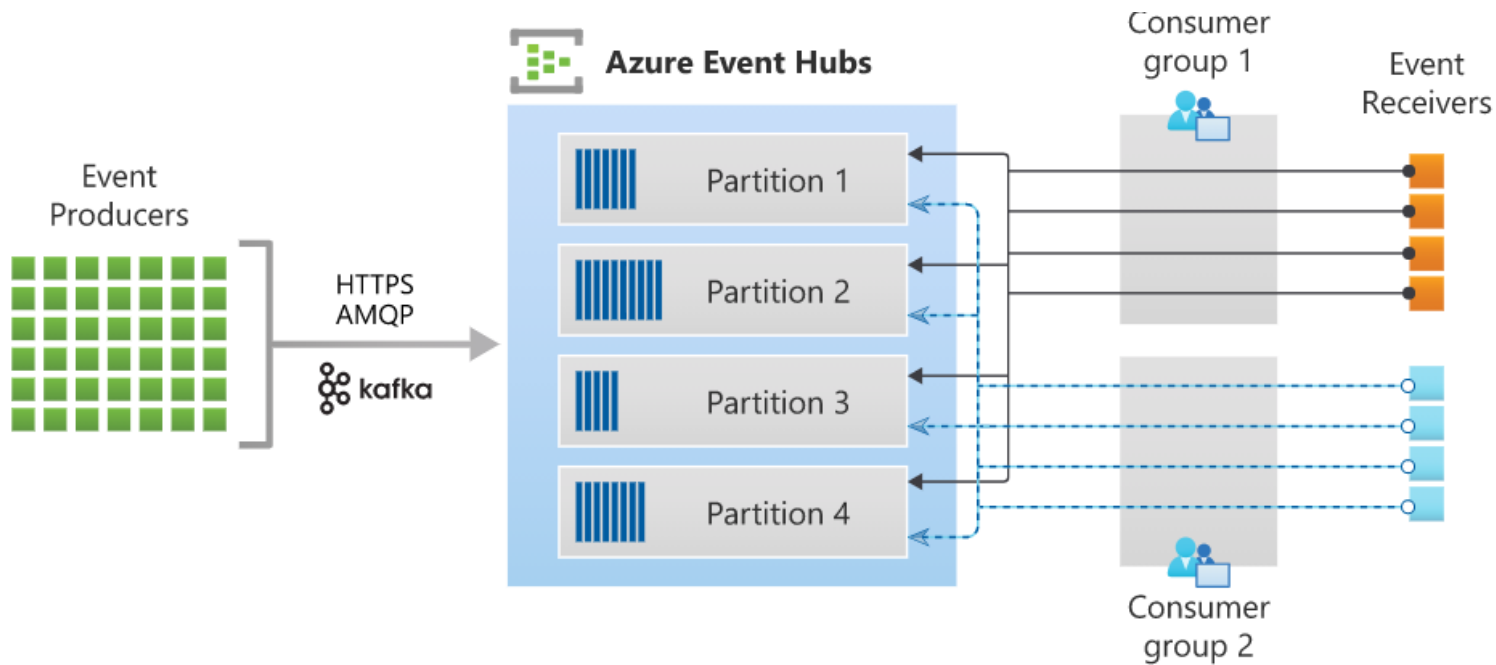 Consumer
group 1
Azure Event Hubs
Event
Receivers
Event
Producers
HTTPS
AMQP
kafka
Partition 1
Partition 2
Partition 3
Partition 4
Consumer
group 2